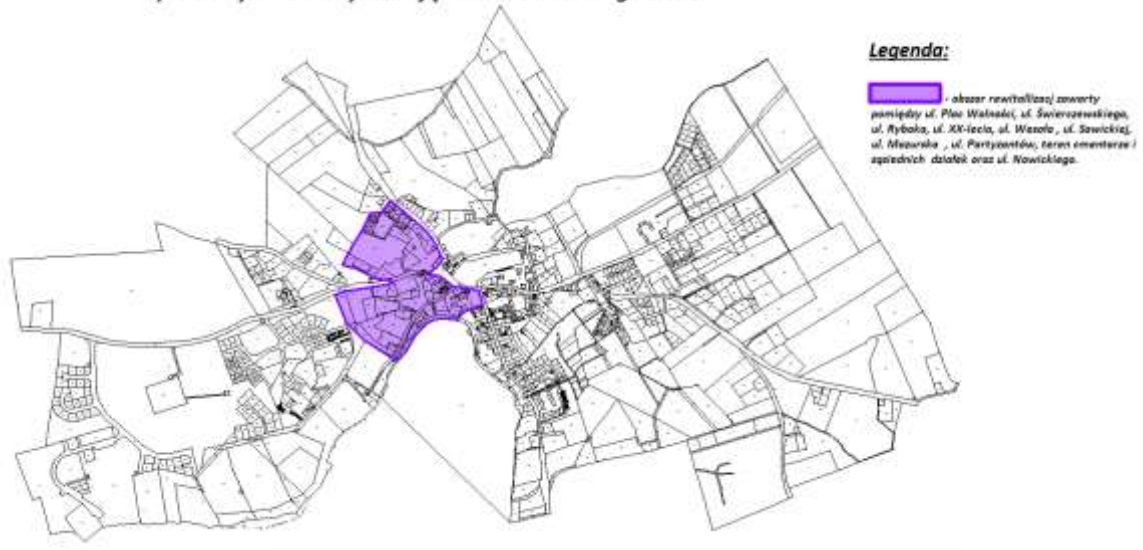 Legenda:
- obszar rewitalizacj zawarty
pomiędzy ul. Plac Wolności, ul. Świerczewskiego,
ul. Rybaka, ul. XX-lecia, ul. Wesoła , ul. Sawickiej,
ul. Mazurska , ul. Partyzantów, teren cmentarza i
sąsiednich działek oraz ul. Nowickiego.